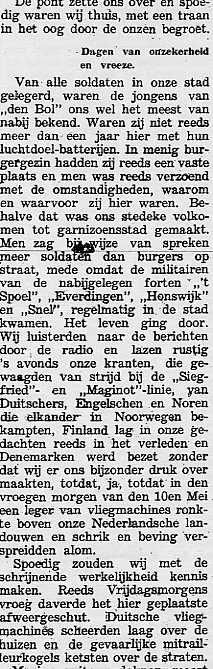 De pont zette ons over en spoe-
dig waren wij thuis, met een traan
in het oog door de onzen begroet.
Dagen van onzekerheid
en vreeze.
Van alle soldaten in onze stad
gelegerd, waren de jongens van
„den Bol” ons wel het meest van
nabij bekend. Waren zij niet reeds
meer dan een jaar hier met hun
luchtdoel-batterijen. In menig bur-
gergezin hadden zij reeds een vaste
plaats en men was reeds verzoend
met de omstandigheden, waarom
en waarvoor zij hier waren. Be-
halve dat was ons stedeke volko-
men tot garnizoensstad gemaakt.
Men zag bij wijze van spreken
meer soldaten dan burgers op
straat, mede omdat de militairen
van de nabijgelegen forten „'t
Spoel”, „Everdingen”, „Honswijk”
en „Snel”, regelmatig in de stad
kwamen. Het leven ging door.
Wij luisterden naar de berichten
door de radio en lazen rustig
's avonds onze kranten, die ge-
waagden van strijd bij de „Sieg-
fried”- en „Maginot”-linie, van
Duitschers, Engelschen en Noren
die elkander in Noorwegen be-
kampten, Finland lag in onze ge-
dachten reeds in het verleden en
Denemarken werd bezet zonder
dat wij er ons bijzonder druk over
maakten, totdat, ja, totdat in den
vroegen morgen van den 10en Mei
een leger van vliegmachines ronk-
te boven onze Nederlandsche lan-
douwen en schrik en beving ver-
spreidden alom.
Spoedig zouden wij met de
schrijnende werkelijkheid kennis
maken. Reeds Vrijdagsmorgens
vroeg daverde het hier geplaatste
afweergeschut. Duitsche vlieg-
machines scheerden laag over de
huizen en de gevaarlijke mitrail-
leurkogels ketsten over de straten.